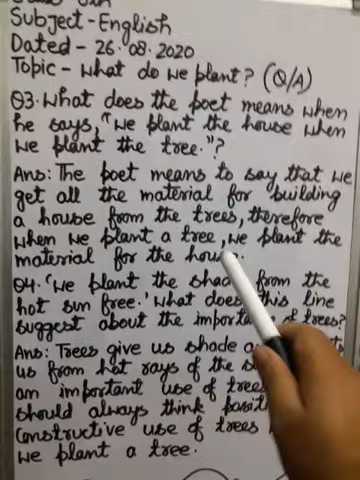 Subject-English
Dated - 26.08.2020
Topic - What do we plant? (Q/A)
Q3. What does the poet means when
he says, "We plant the house when
we plant the tree."?
Ans: The poet means to say that we
get all the material for building
a house from the trees, therefore
when we plant a tree, we plant the
material for the
Q4. 'We plant the shade from the
hot sun free.' What does this line
suggest about the of trees?
Ans: Trees give us shade
us from hot rays of the
an important use of trees
should always think
constructive use of trees
we plant a tree.